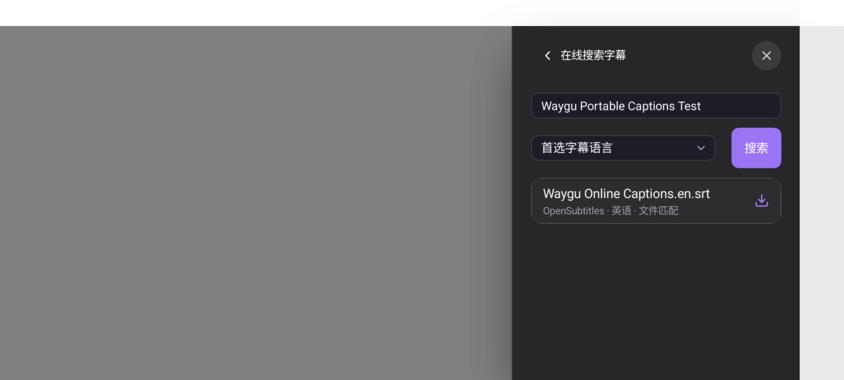 在线搜索字幕
Waygu Portable Captions Test
首选字幕语言
搜索
Waygu Online Captions.en.srt
OpenSubtitles · 英语 · 文件匹配